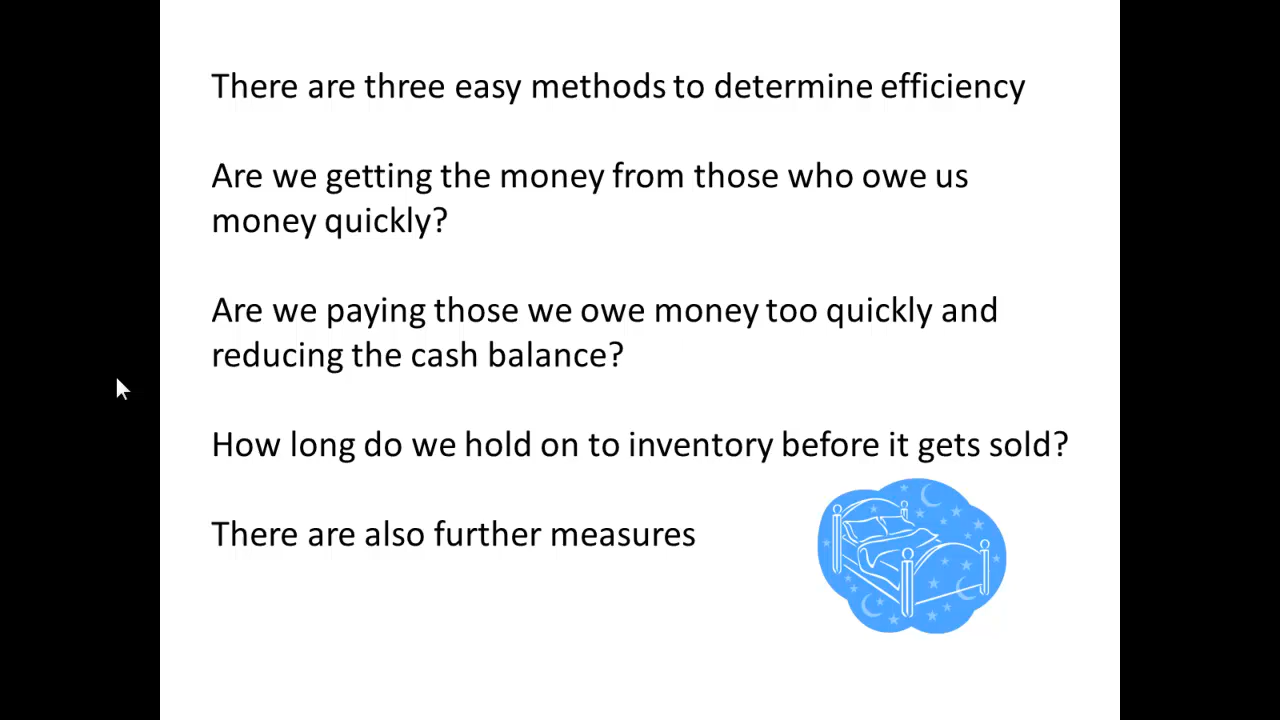 There are three easy methods to determine efficiency
Are we getting the money from those who owe us
money quickly?
Are we paying those we owe money too quickly and
reducing the cash balance?
How long do we hold on to inventory before it gets sold?
There are also further measures